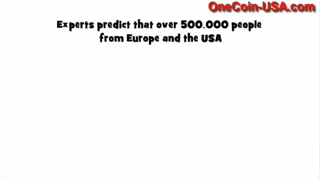 OneCoin-USA.com
Experts predict that over 500.000 people
from Europe and the USA